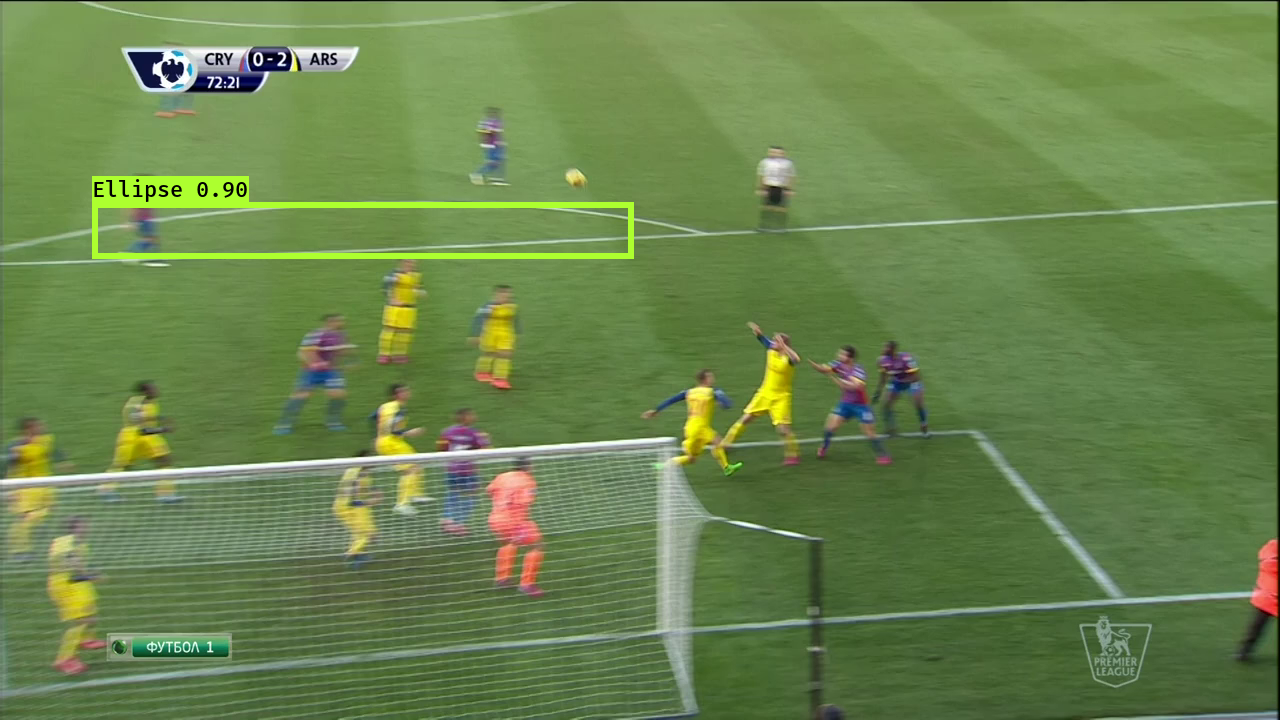 CRY 0-2 ARS
72:21
Ellipse 0.90
ФУТБОЛ 1
PREMIER
LEAGUE